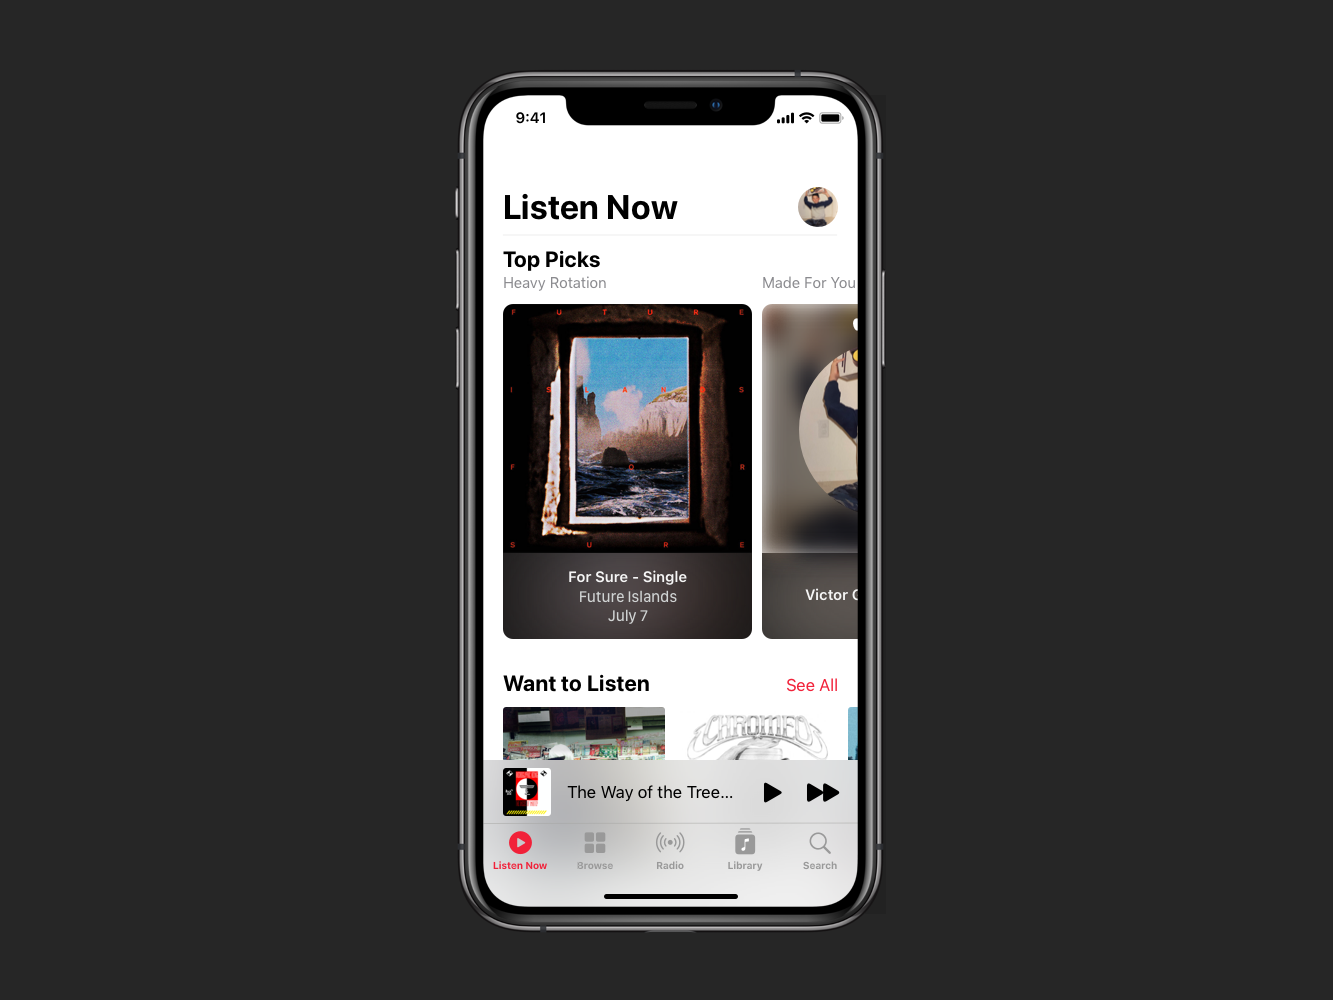 9:41
Listen Now
Top Picks
Heavy Rotation
Made For You
F U T U R E
I S L A N D S
F O R
S U R E
For Sure - Single
Future Islands
July 7
Victor
Want to Listen
See All
CHROMEO
The Way of the Tree...
Listen Now
Browse
Radio
Library
Search